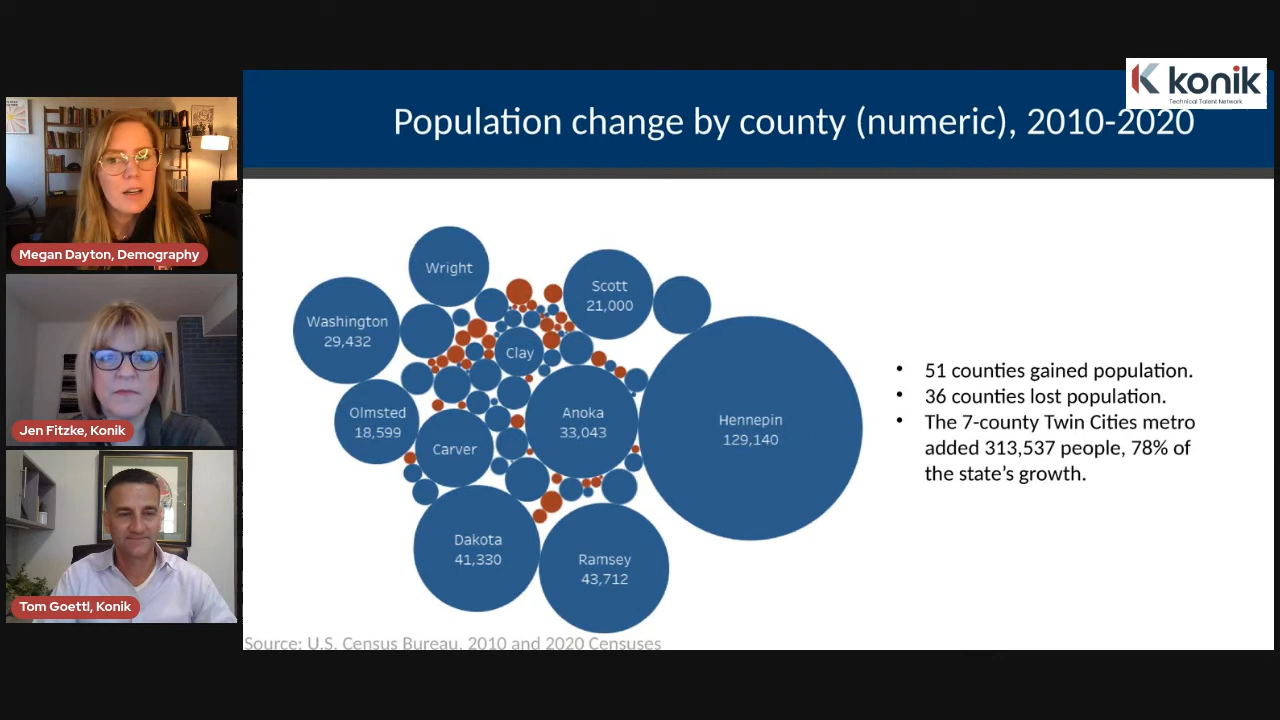 konik
Technical Talent Network
Population change by county (numeric), 2010-2020
Megan Dayton, Demography
Jen Fitzke, Konik
Tom Goettl, Konik
Wright
Scott
21,000
Washington
29,432
Clay
Olmsted
18,599
Anoka
33,043
Hennepin
129,140
Carver
Dakota
41,330
Ramsey
43,712
• 51 counties gained population.
• 36 counties lost population.
• The 7-county Twin Cities metro
added 313,537 people, 78% of
the state’s growth.
Source: U.S. Census Bureau, 2010 and 2020 Censuses